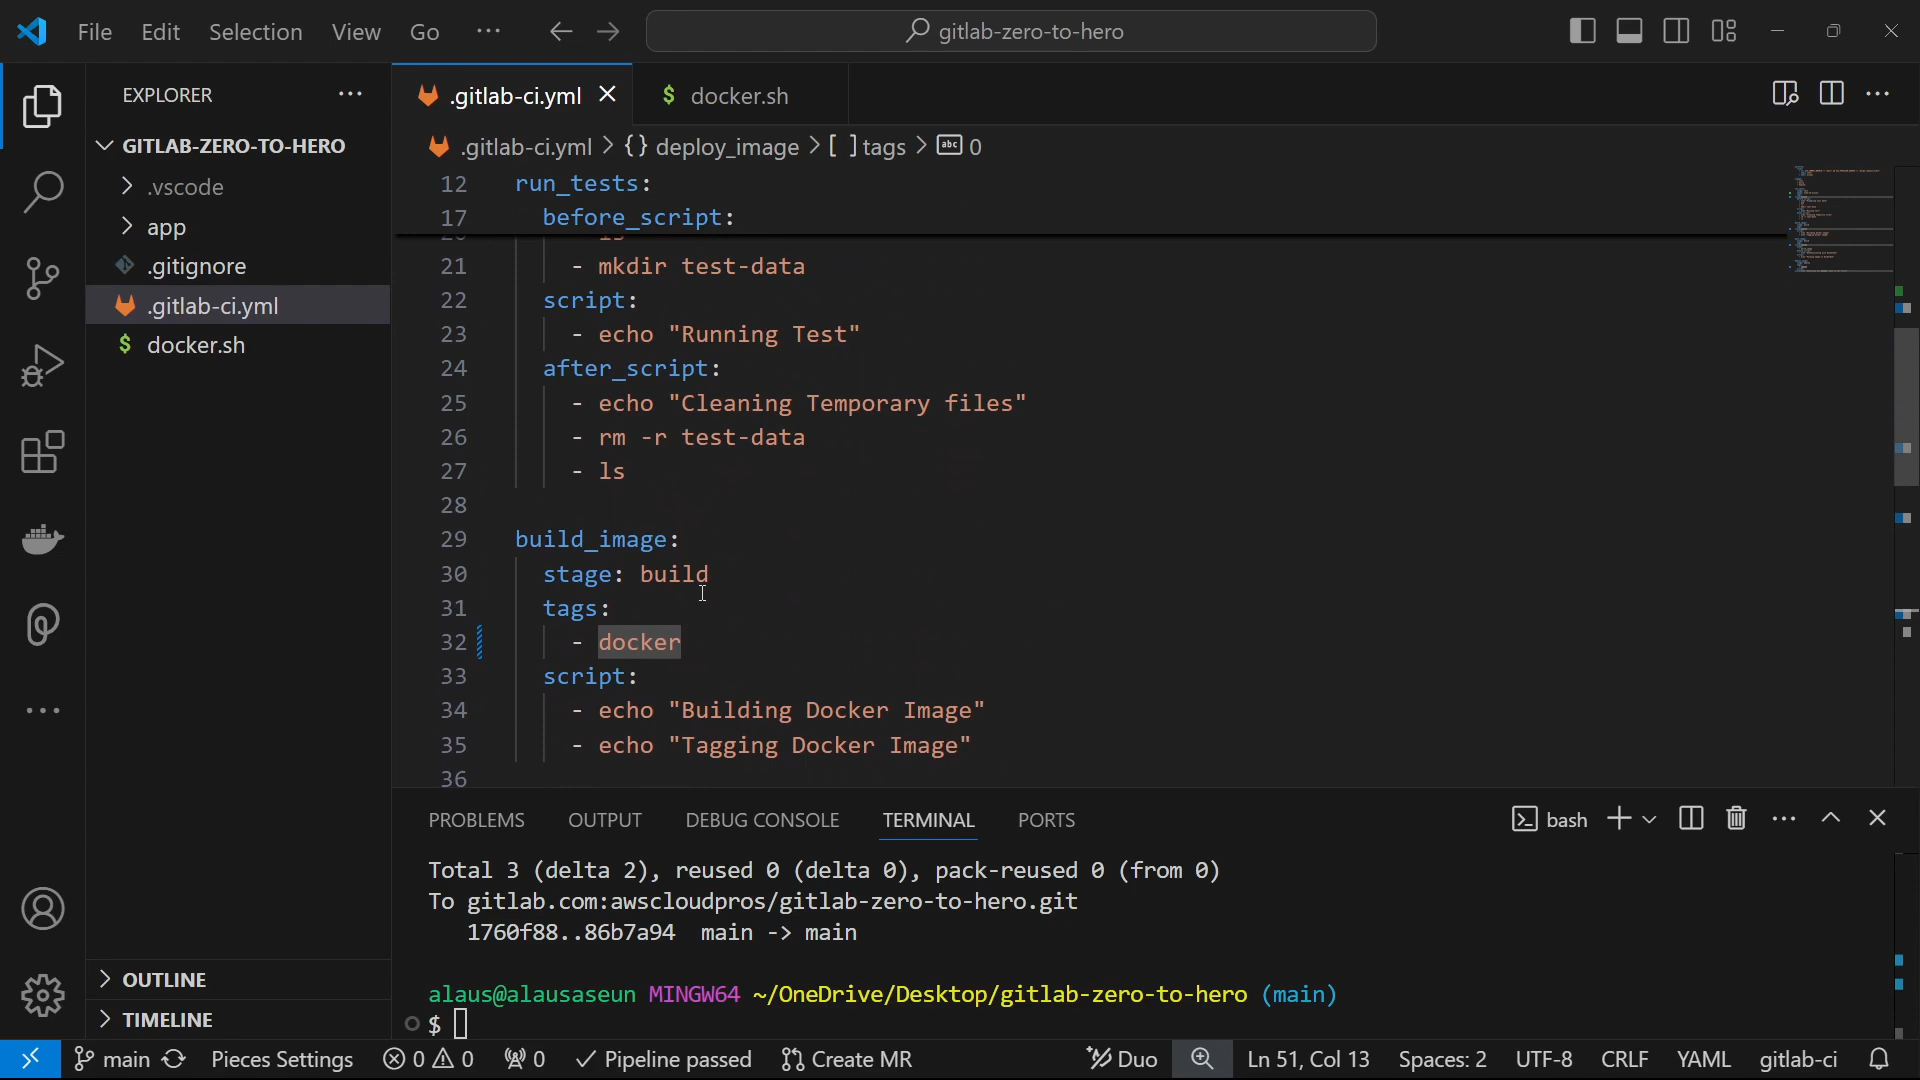 File Edit Selection View Go ··· gitlab-zero-to-hero
EXPLORER ···
GITLAB-ZERO-TO-HERO
.vscode
app
.gitignore
.gitlab-ci.yml
$ docker.sh
OUTLINE
TIMELINE
.gitlab-ci.yml $ docker.sh
.gitlab-ci.yml > {} deploy_image > [ ] tags > abc 0
12 run_tests:
17 before_script:
21 - mkdir test-data
22 script:
23 - echo "Running Test"
24 after_script:
25 - echo "Cleaning Temporary files"
26 - rm -r test-data
27 - ls
28
29 build_image:
30 stage: build
31 tags:
32 - docker
33 script:
34 - echo "Building Docker Image"
35 - echo "Tagging Docker Image"
36
PROBLEMS OUTPUT DEBUG CONSOLE TERMINAL PORTS bash
Total 3 (delta 2), reused 0 (delta 0), pack-reused 0 (from 0)
To gitlab.com:awscloudpros/gitlab-zero-to-hero.git
1760f88..86b7a94 main -> main
alaus@alausaseun MINGW64 ~/OneDrive/Desktop/gitlab-zero-to-hero (main)
$
main Pieces Settings 0 0 0 Pipeline passed Create MR Duo Ln 51, Col 13 Spaces: 2 UTF-8 CRLF YAML gitlab-ci